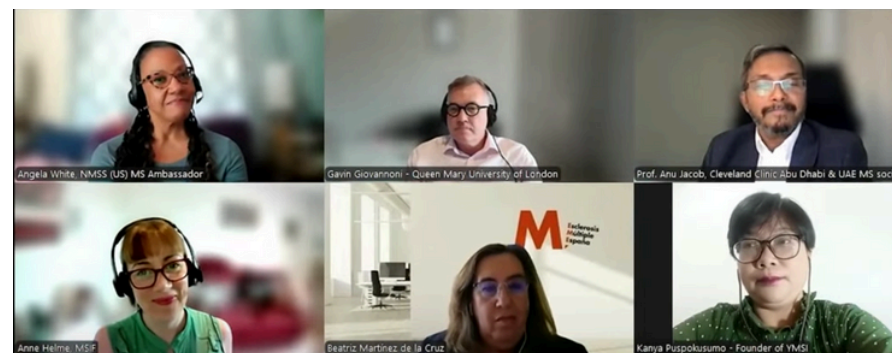 Angela White, NMSS (US) MS Ambassador
Gavin Giovannoni - Queen Mary University of London
Prof. Anu Jacob, Cleveland Clinic Abu Dhabi & UAE MS soc
M
Esclerosis
Múltiple
España
Anne Helme, MSIF
Beatriz Martinez de la Cruz
Kanya Puspokusumo - Founder of YMSI